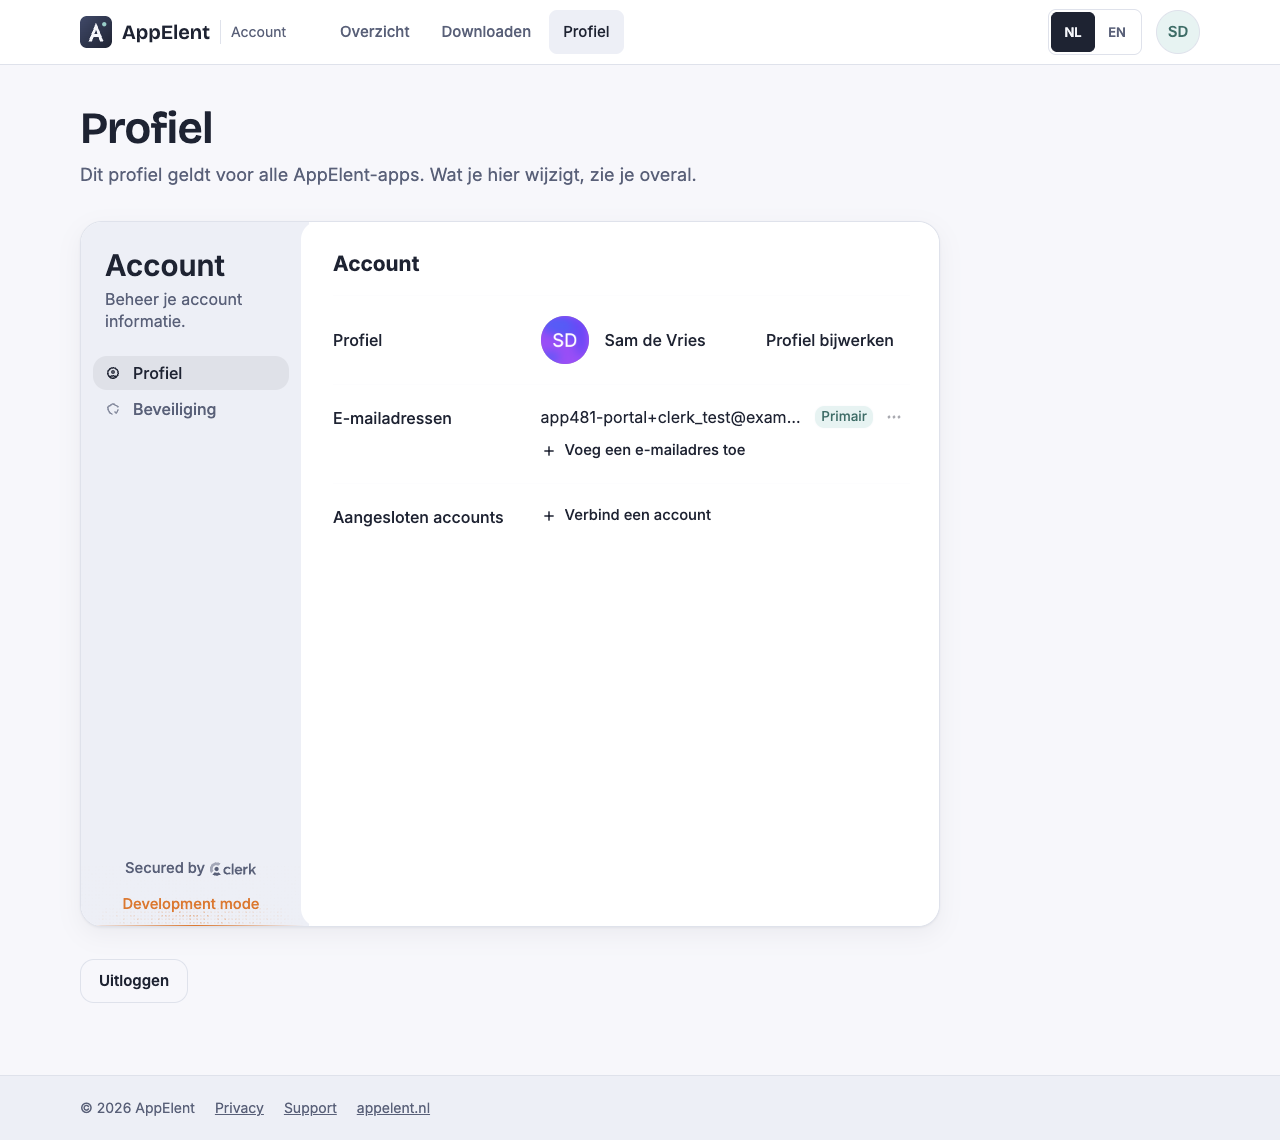 AppElent
Account
Overzicht
Downloaden
Profiel
NL
EN
SD
Profiel
Dit profiel geldt voor alle AppElent-apps. Wat je hier wijzigt, zie je overal.
Account
Beheer je account
informatie.
Profiel
Beveiliging
Secured by clerk
Development mode
Account
Profiel
SD
Sam de Vries
Profiel bijwerken
E-mailadressen
app481-portal+clerk_test@exam...
Primair
+ Voeg een e-mailadres toe
Aangesloten accounts
+ Verbind een account
Uitloggen
© 2026 AppElent
Privacy
Support
appelent.nl